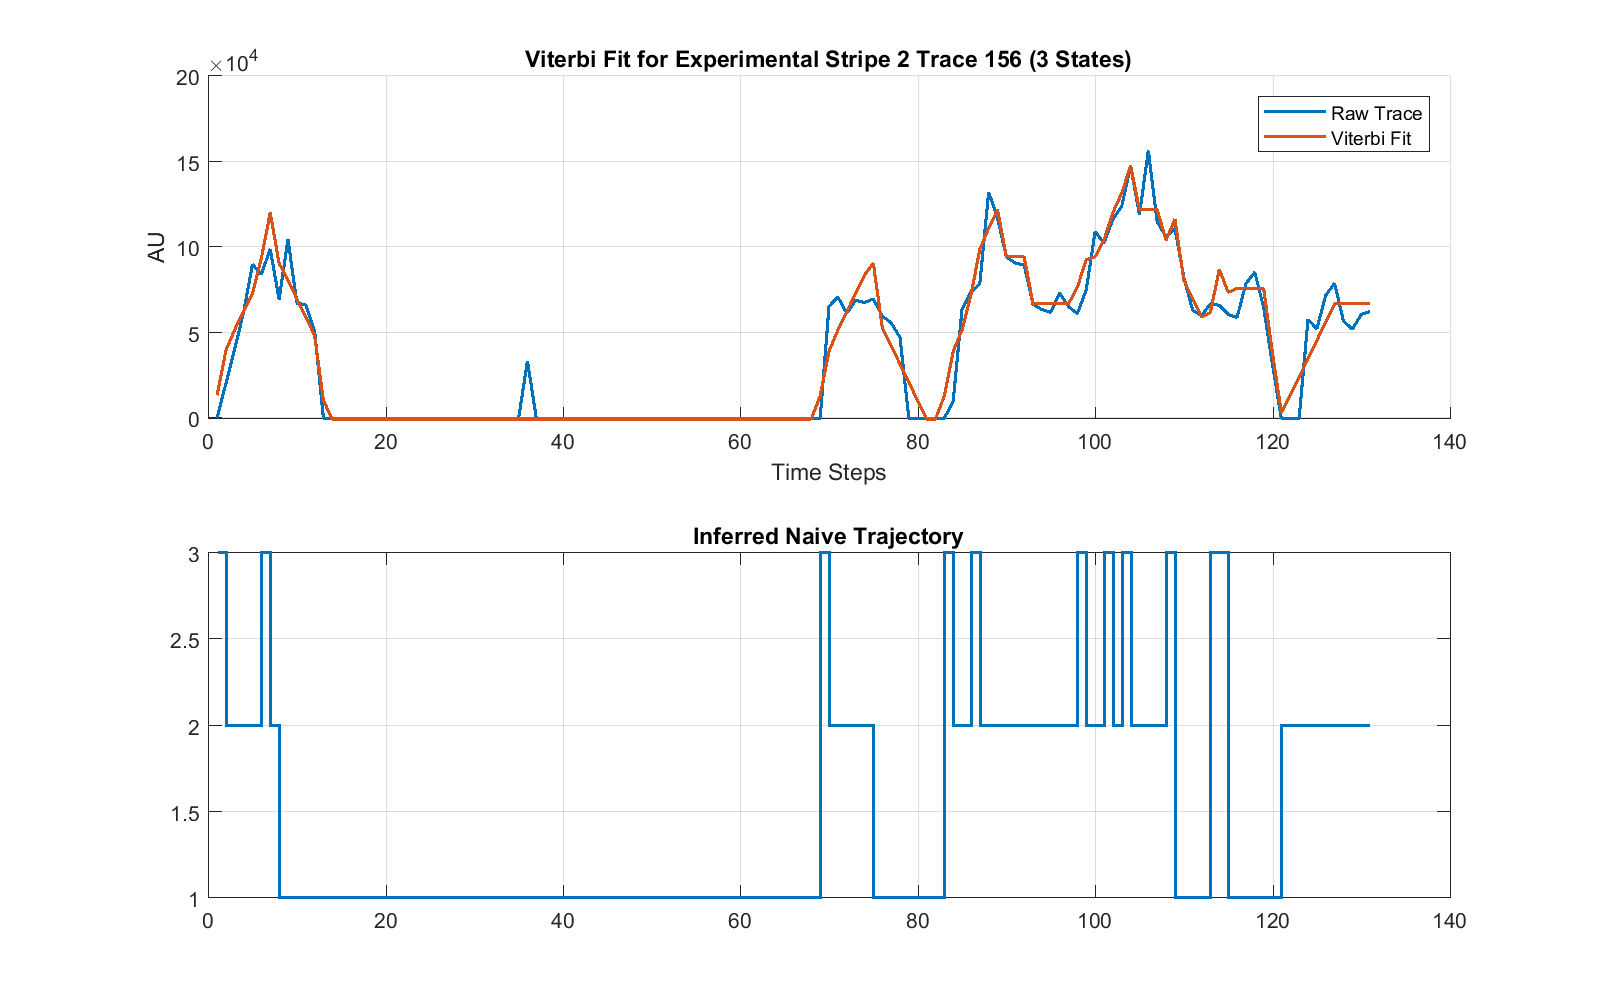 Viterbi Fit for Experimental Stripe 2 Trace 156 (3 States)
×10⁴
20
15
10
5
0
AU
Raw Trace
Viterbi Fit
0 20 40 60 80 100 120 140
Time Steps
Inferred Naive Trajectory
3
2.5
2
1.5
1
0 20 40 60 80 100 120 140